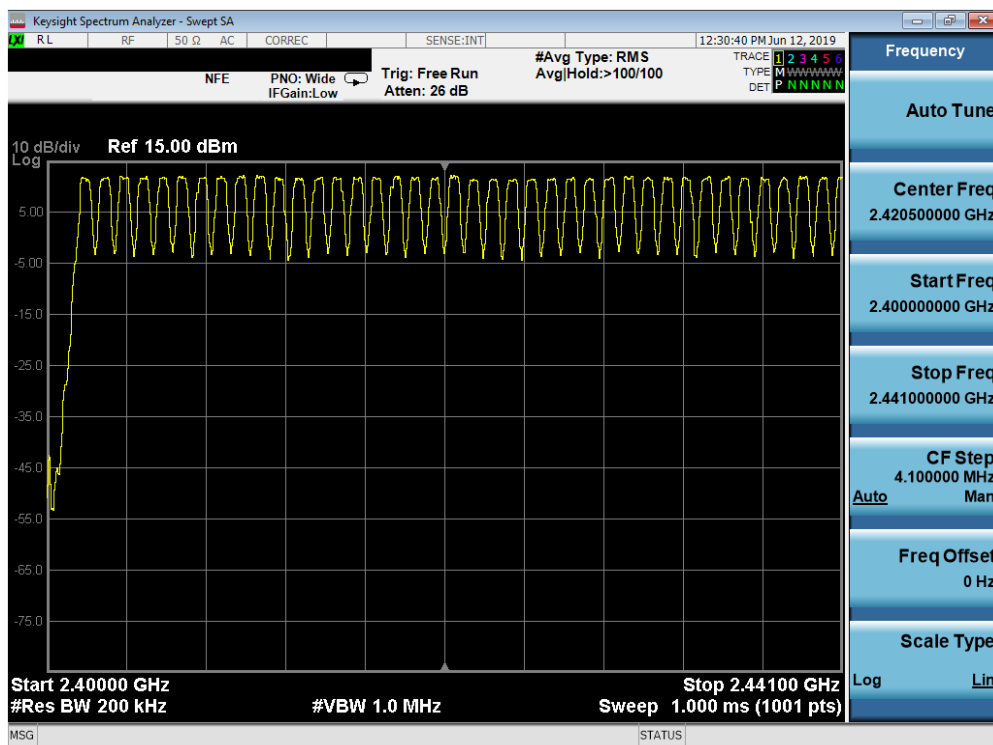 Keysight Spectrum Analyzer - Swept SA
LXI RL RF 50 Ω AC CORREC SENSE:INT 12:30:40 PM Jun 12, 2019
NFE PNO: Wide Trig: Free Run #Avg Type: RMS TRACE 1 2 3 4 5 6
IFGain:Low Atten: 26 dB Avg|Hold:>100/100 TYPE M WWWWW
DET P N N N N N
10 dB/div Ref 15.00 dBm
Log
5.00
-5.00
-15.0
-25.0
-35.0
-45.0
-55.0
-65.0
-75.0
Start 2.40000 GHz Stop 2.44100 GHz
#Res BW 200 kHz #VBW 1.0 MHz Sweep 1.000 ms (1001 pts)
MSG STATUS
Frequency
Auto Tune
Center Freq
2.420500000 GHz
Start Freq
2.400000000 GHz
Stop Freq
2.441000000 GHz
CF Step
4.100000 MHz
Auto Man
Freq Offset
0 Hz
Scale Type
Log Lin